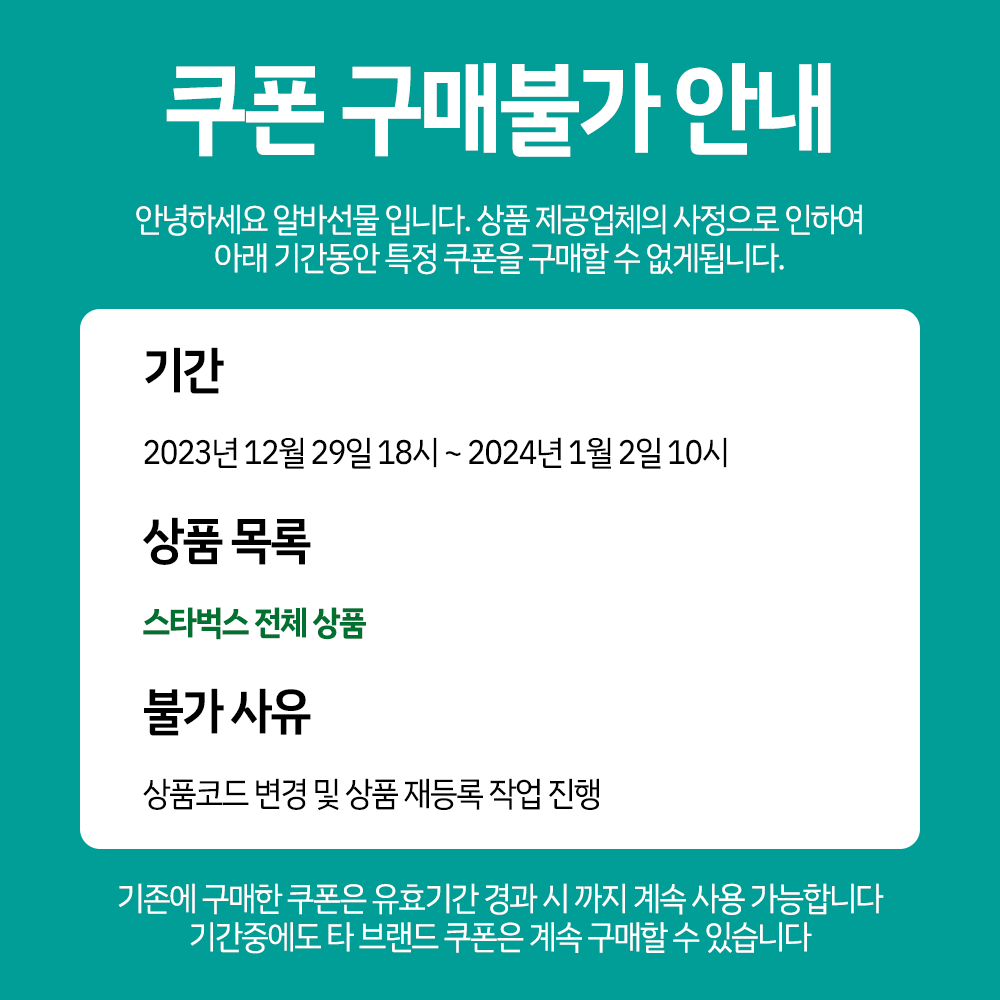 쿠폰 구매불가 안내
안녕하세요 알바선물 입니다. 상품 제공업체의 사정으로 인하여
아래 기간동안 특정 쿠폰을 구매할 수 없게됩니다.
기간
2023년 12월 29일 18시 ~ 2024년 1월 2일 10시
상품 목록
스타벅스 전체 상품
불가 사유
상품코드 변경 및 상품 재등록 작업 진행
기존에 구매한 쿠폰은 유효기간 경과 시 까지 계속 사용 가능합니다
기간중에도 타 브랜드 쿠폰은 계속 구매할 수 있습니다